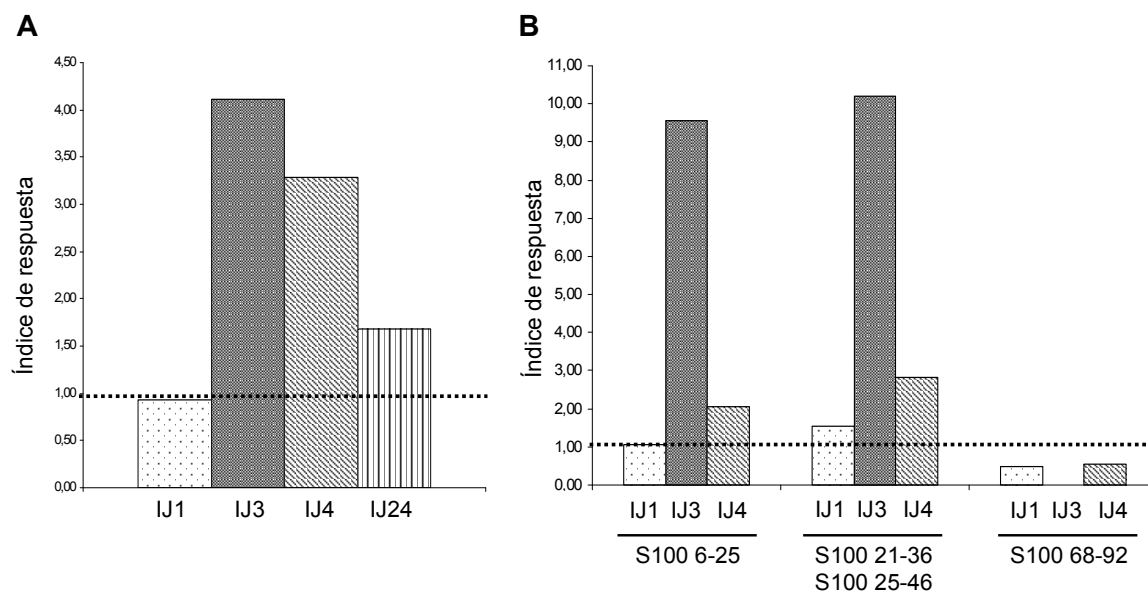 A
Índice de respuesta
4,50
4,00
3,50
3,00
2,50
2,00
1,50
1,00
0,50
0,00
IJ1 IJ3 IJ4 IJ24
B
Índice de respuesta
11,00
10,00
9,00
8,00
7,00
6,00
5,00
4,00
3,00
2,00
1,00
0,00
IJ1 IJ3 IJ4 IJ1 IJ3 IJ4 IJ1 IJ3 IJ4
S100 6-25 S100 21-36 S100 68-92
S100 25-46